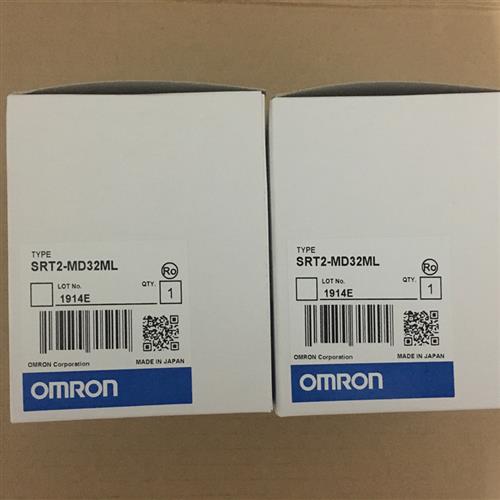 TYPE
SRT2-MD32ML
Ro
LOT No. QTY.
1914E 1
OMRON Corporation MADE IN JAPAN
OMRON
TYPE
SRT2-MD32ML
Ro
LOT No. QTY.
1914E 1
OMRON Corporation MADE IN JAPAN
OMRON